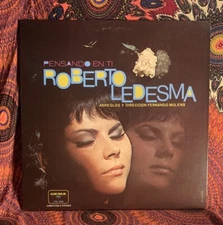 PENSANDO EN TI
ROBERTO
LEDESMA
ARREGLOS Y DIRECCION FERNANDO MULENS